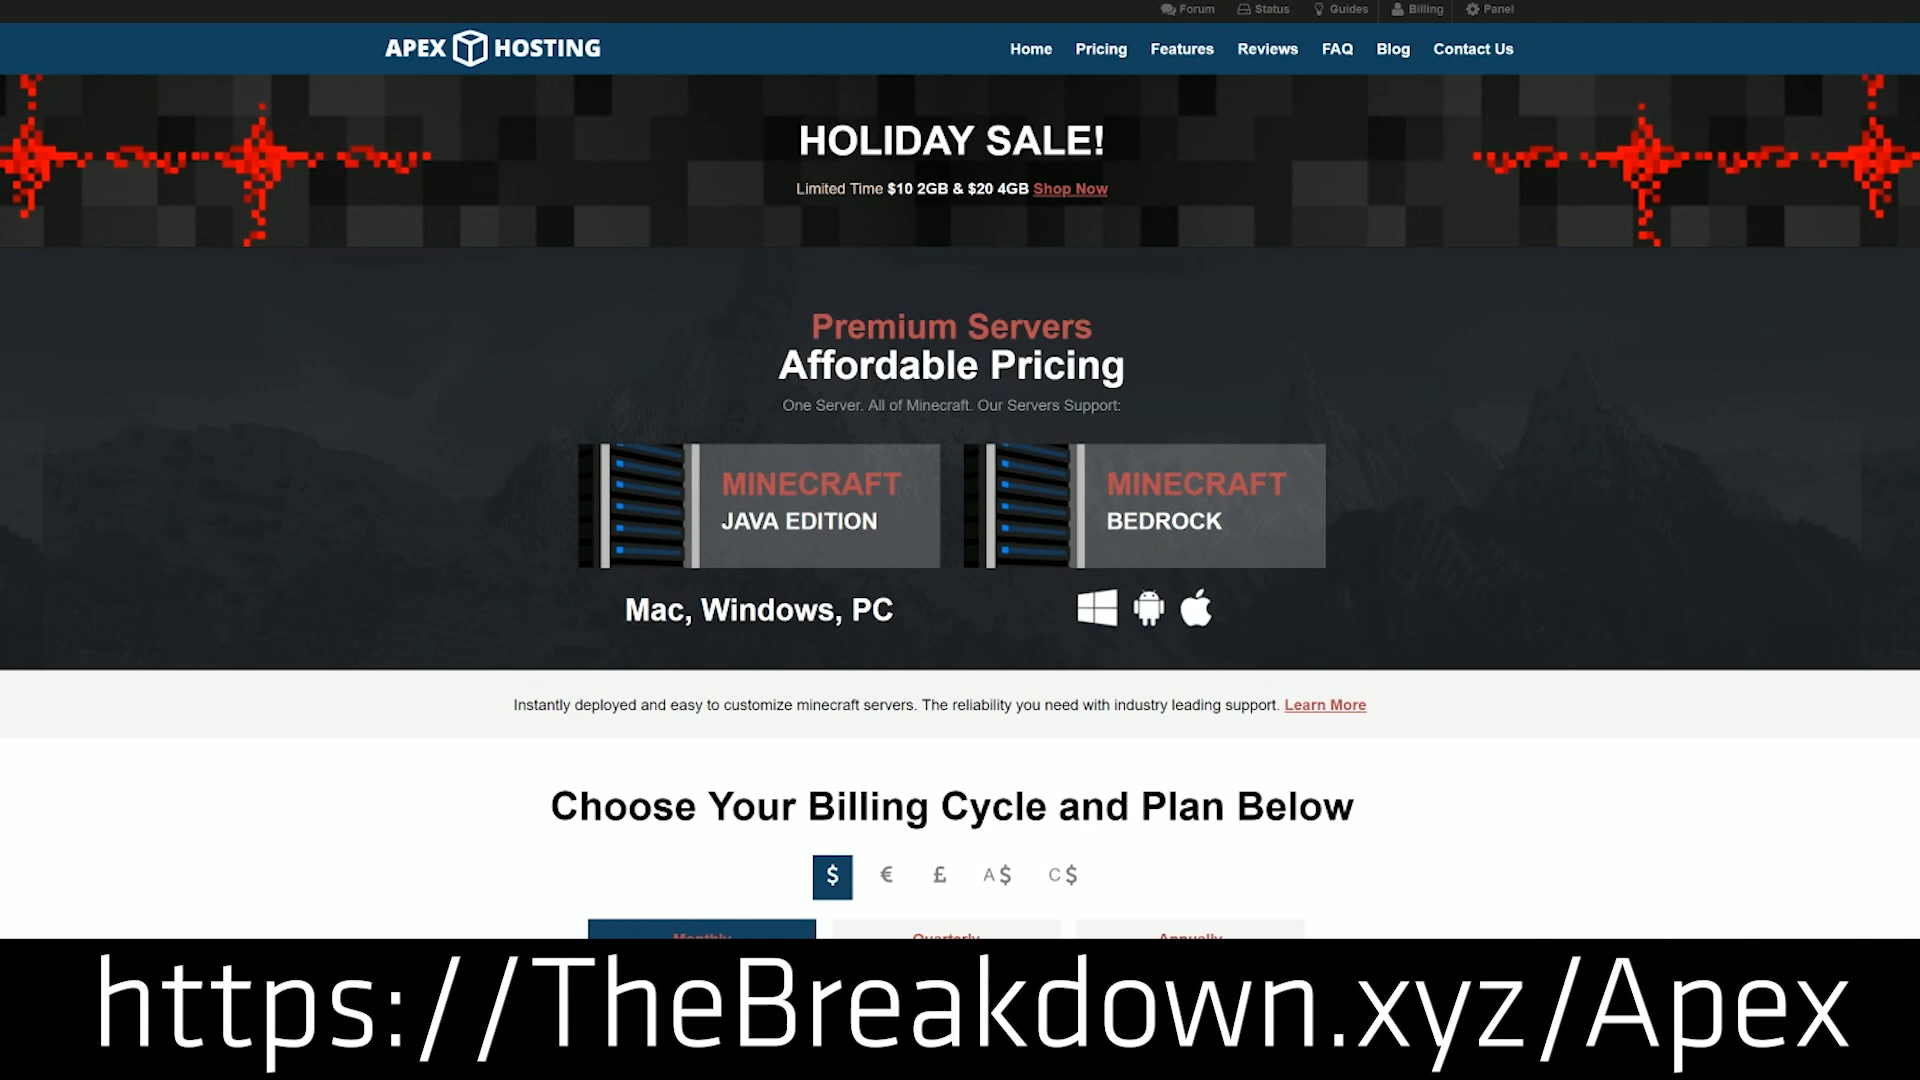 Forum Status Guides Billing Panel
APEX HOSTING
Home Pricing Features Reviews FAQ Blog Contact Us
HOLIDAY SALE!
Limited Time $10 2GB & $20 4GB Shop Now
Premium Servers
Affordable Pricing
One Server. All of Minecraft. Our Servers Support:
MINECRAFT
JAVA EDITION
MINECRAFT
BEDROCK
Mac, Windows, PC
Instantly deployed and easy to customize minecraft servers. The reliability you need with industry leading support. Learn More
Choose Your Billing Cycle and Plan Below
$ € £ A$ C$
Monthly Quarterly Annually
https://TheBreakdown.xyz/Apex